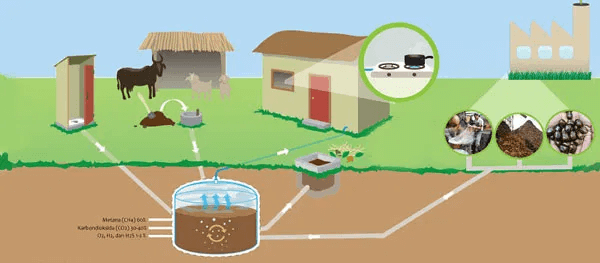 Metana (CH4) 60%
Karbondioksida (CO2) 30-40%
O2, H2, dan H2S 1-5 %